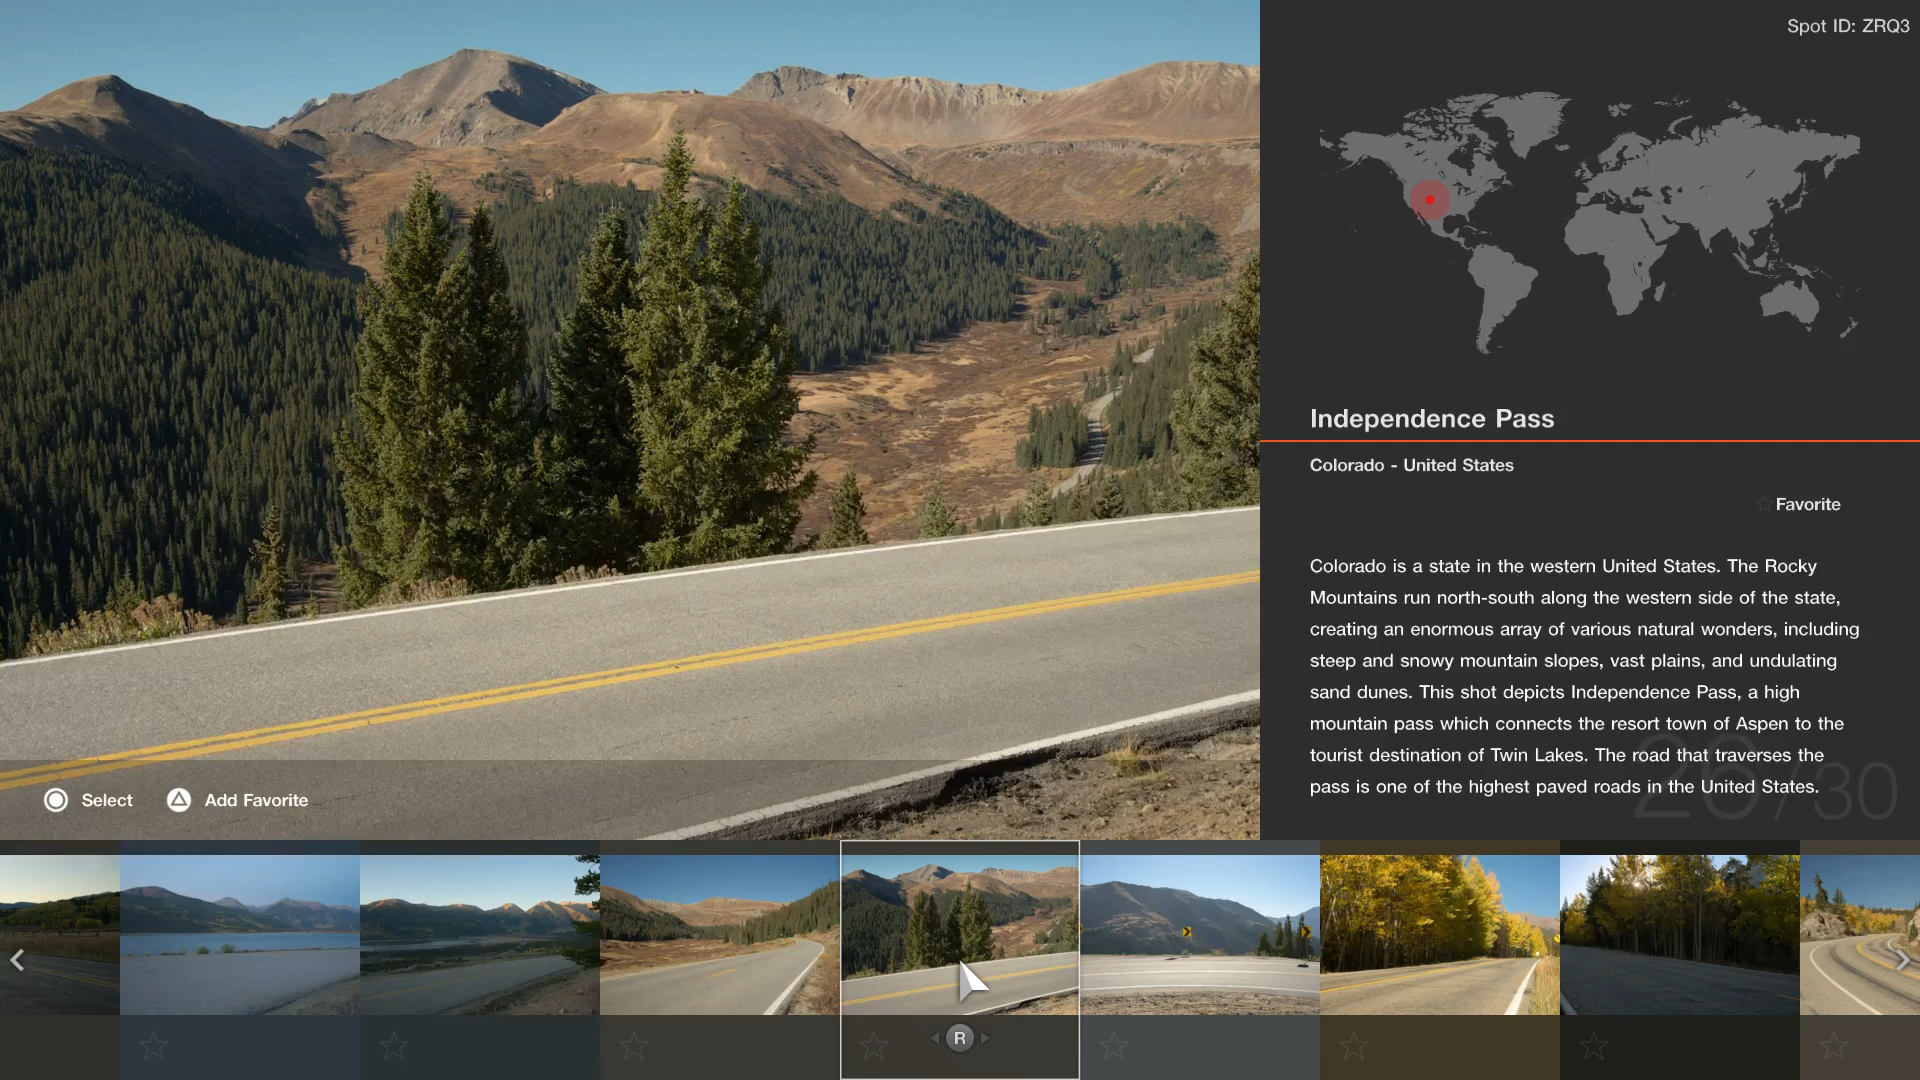 Spot ID: ZRQ3
Independence Pass
Colorado - United States
Favorite
Colorado is a state in the western United States. The Rocky
Mountains run north-south along the western side of the state,
creating an enormous array of various natural wonders, including
steep and snowy mountain slopes, vast plains, and undulating
sand dunes. This shot depicts Independence Pass, a high
mountain pass which connects the resort town of Aspen to the
tourist destination of Twin Lakes. The road that traverses the
pass is one of the highest paved roads in the United States.
26/30
Select
Add Favorite
R